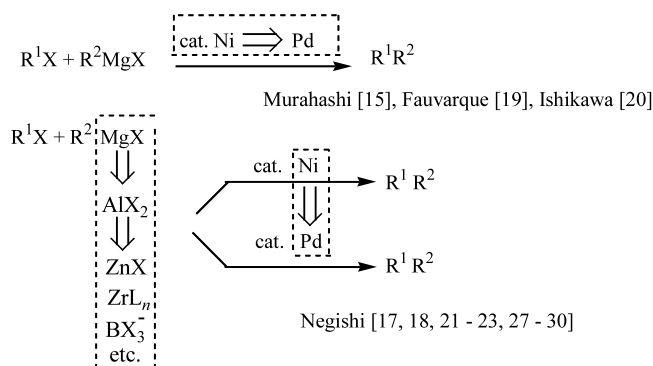 cat. Ni ⟹ Pd
R¹X + R²MgX ⟶ R¹R²
Murahashi [15], Fauvarque [19], Ishikawa [20]
R¹X + R² MgX
cat. Ni
R¹ R²
AlX₂
cat. Pd
ZnX
R¹ R²
ZrLₙ
BX₃⁻
Negishi [17, 18, 21 - 23, 27 - 30]
etc.